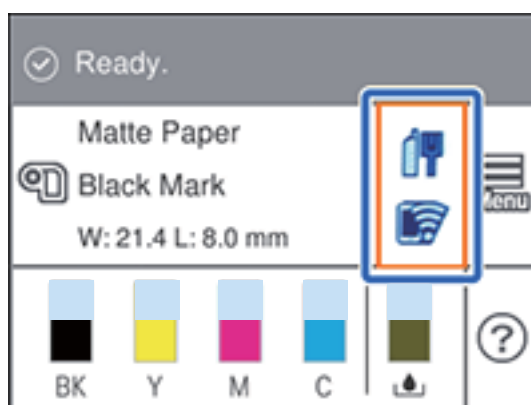 Ready.
Matte Paper
Black Mark
W: 21.4 L: 8.0 mm
Menu
BK Y M C
?